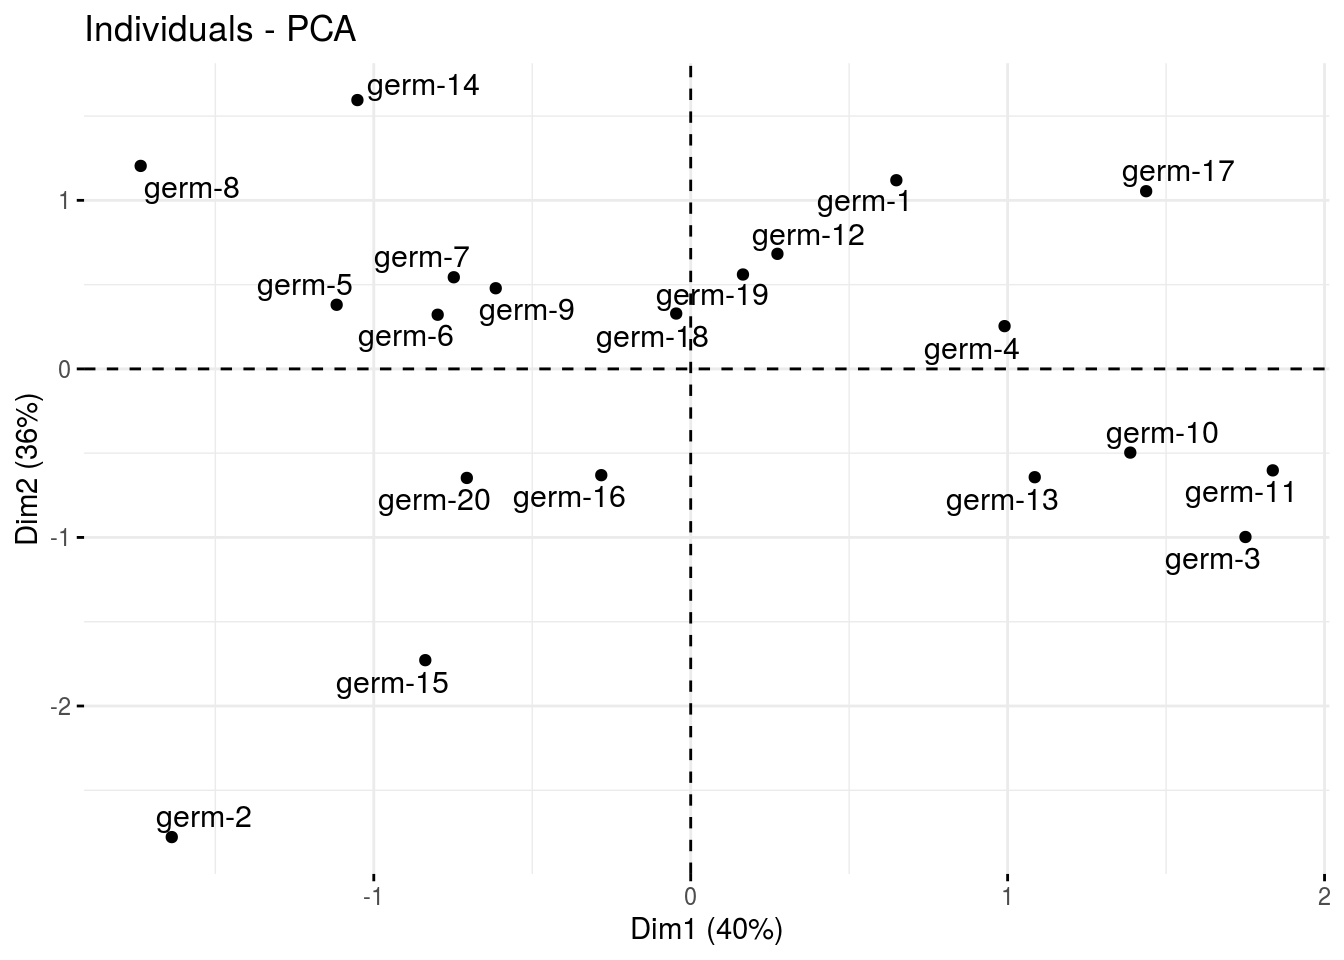 Individuals - PCA
germ-14
germ-17
germ-8
germ-1
germ-12
germ-7
germ-5
germ-19
germ-9
germ-6
germ-18
germ-4
germ-10
germ-11
germ-20
germ-16
germ-13
germ-3
germ-15
germ-2
1
0
-1
-2
Dim2 (36%)
-1
0
1
2
Dim1 (40%)